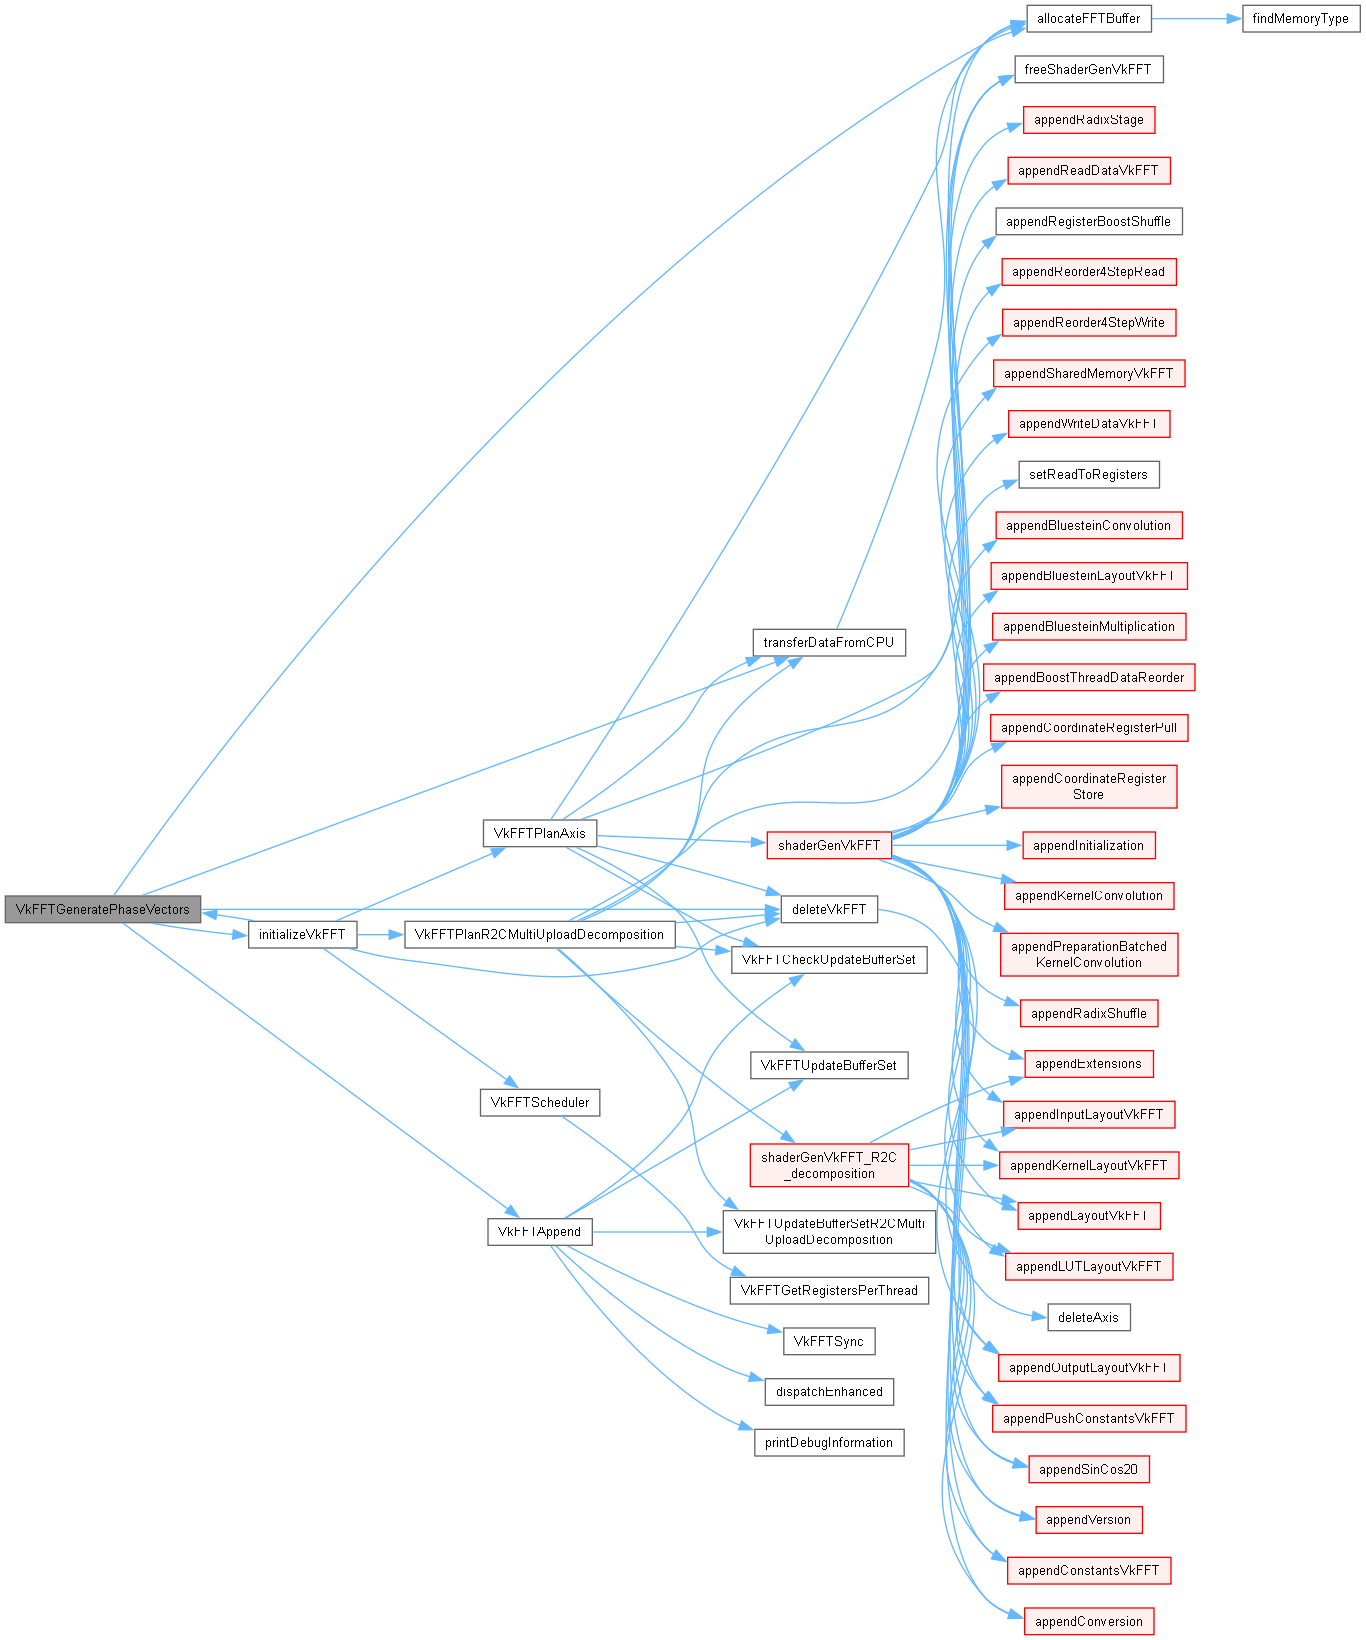 allocateFFTBuffer
findMemoryType
freeShaderGenVkFFT
appendRadixStage
appendReadDataVkFFT
appendRegisterBoostShuffle
appendReorder4StepRead
appendReorder4StepWrite
appendSharedMemoryVkFFT
appendWriteDataVkFFT
setReadToRegisters
appendBluesteinConvolution
appendBluesteinLayoutVkFFT
appendBluesteinMultiplication
transferDataFromCPU
appendBoostThreadDataReorder
appendCoordinateRegisterPull
appendCoordinateRegister
Store
VkFFTPlanAxis
shaderGenVkFFT
appendInitialization
appendKernelConvolution
VkFFTGeneratePhaseVectors
deleteVkFFT
initializeVkFFT
VkFFTPlanR2CMultiUploadDecomposition
appendPreparationBatched
KernelConvolution
VkFFTCheckUpdateBufferSet
appendRadixShuffle
VkFFTUpdateBufferSet
appendExtensions
VkFFTScheduler
appendInputLayoutVkFFT
shaderGenVkFFT_R2C
_decomposition
appendKernelLayoutVkFFT
appendLayoutVkFFT
VkFFTAppend
VkFFTUpdateBufferSetR2CMulti
UploadDecomposition
appendLUTLayoutVkFFT
VkFFTGetRegistersPerThread
deleteAxis
VkFFTSync
appendOutputLayoutVkFFT
dispatchEnhanced
appendPushConstantsVkFFT
printDebugInformation
appendSinCos20
appendVersion
appendConstantsVkFFT
appendConversion